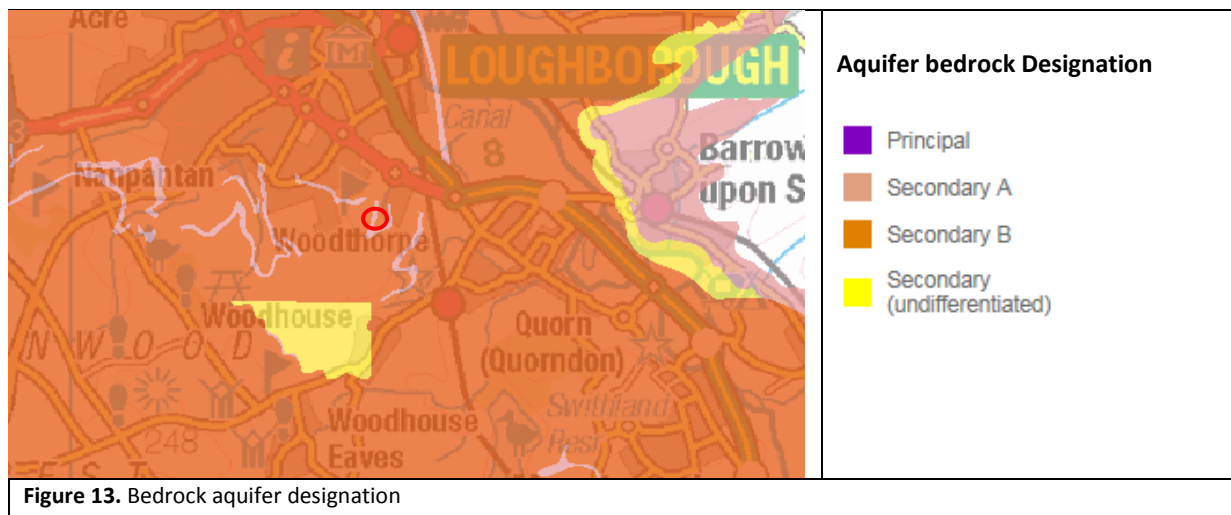 Acre
LOUGHBOROUGH
Canal
8
Barrow
upon S
3
Nanpantan
Woodthorpe
Woodhouse
N W O O D
Quorn
(Quorndon)
248
Woodhouse
Eaves
Swithland
Resr
E S T
Aquifer bedrock Designation
Principal
Secondary A
Secondary B
Secondary
(undifferentiated)
Figure 13. Bedrock aquifer designation